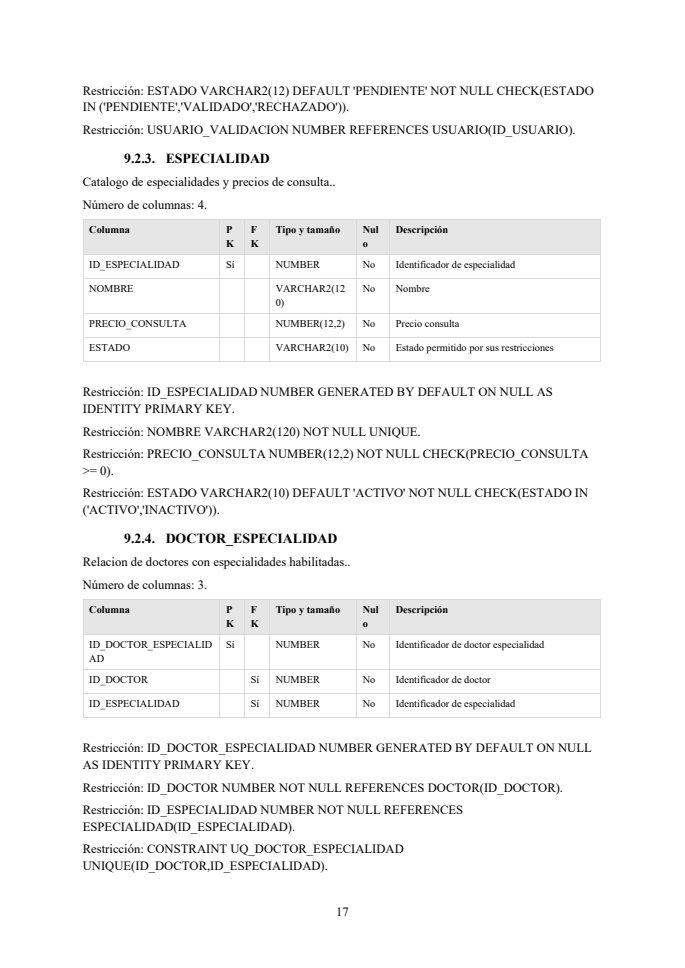 Restricción: ESTADO VARCHAR2(12) DEFAULT 'PENDIENTE' NOT NULL CHECK(ESTADO
IN ('PENDIENTE','VALIDADO','RECHAZADO')).
Restricción: USUARIO_VALIDACION NUMBER REFERENCES USUARIO(ID_USUARIO).
9.2.3. ESPECIALIDAD
Catalogo de especialidades y precios de consulta..
Número de columnas: 4.
Columna P F Tipo y tamaño Nul Descripción
K K o
ID_ESPECIALIDAD Sí NUMBER No Identificador de especialidad
NOMBRE VARCHAR2(12 No Nombre
0)
PRECIO_CONSULTA NUMBER(12,2) No Precio consulta
ESTADO VARCHAR2(10) No Estado permitido por sus restricciones
Restricción: ID_ESPECIALIDAD NUMBER GENERATED BY DEFAULT ON NULL AS
IDENTITY PRIMARY KEY.
Restricción: NOMBRE VARCHAR2(120) NOT NULL UNIQUE.
Restricción: PRECIO_CONSULTA NUMBER(12,2) NOT NULL CHECK(PRECIO_CONSULTA
>= 0).
Restricción: ESTADO VARCHAR2(10) DEFAULT 'ACTIVO' NOT NULL CHECK(ESTADO IN
('ACTIVO','INACTIVO')).
9.2.4. DOCTOR_ESPECIALIDAD
Relacion de doctores con especialidades habilitadas..
Número de columnas: 3.
Columna P F Tipo y tamaño Nul Descripción
K K o
ID_DOCTOR_ESPECIALID Sí NUMBER No Identificador de doctor especialidad
AD
ID_DOCTOR Sí NUMBER No Identificador de doctor
ID_ESPECIALIDAD Sí NUMBER No Identificador de especialidad
Restricción: ID_DOCTOR_ESPECIALIDAD NUMBER GENERATED BY DEFAULT ON NULL
AS IDENTITY PRIMARY KEY.
Restricción: ID_DOCTOR NUMBER NOT NULL REFERENCES DOCTOR(ID_DOCTOR).
Restricción: ID_ESPECIALIDAD NUMBER NOT NULL REFERENCES
ESPECIALIDAD(ID_ESPECIALIDAD).
Restricción: CONSTRAINT UQ_DOCTOR_ESPECIALIDAD
UNIQUE(ID_DOCTOR,ID_ESPECIALIDAD).
17